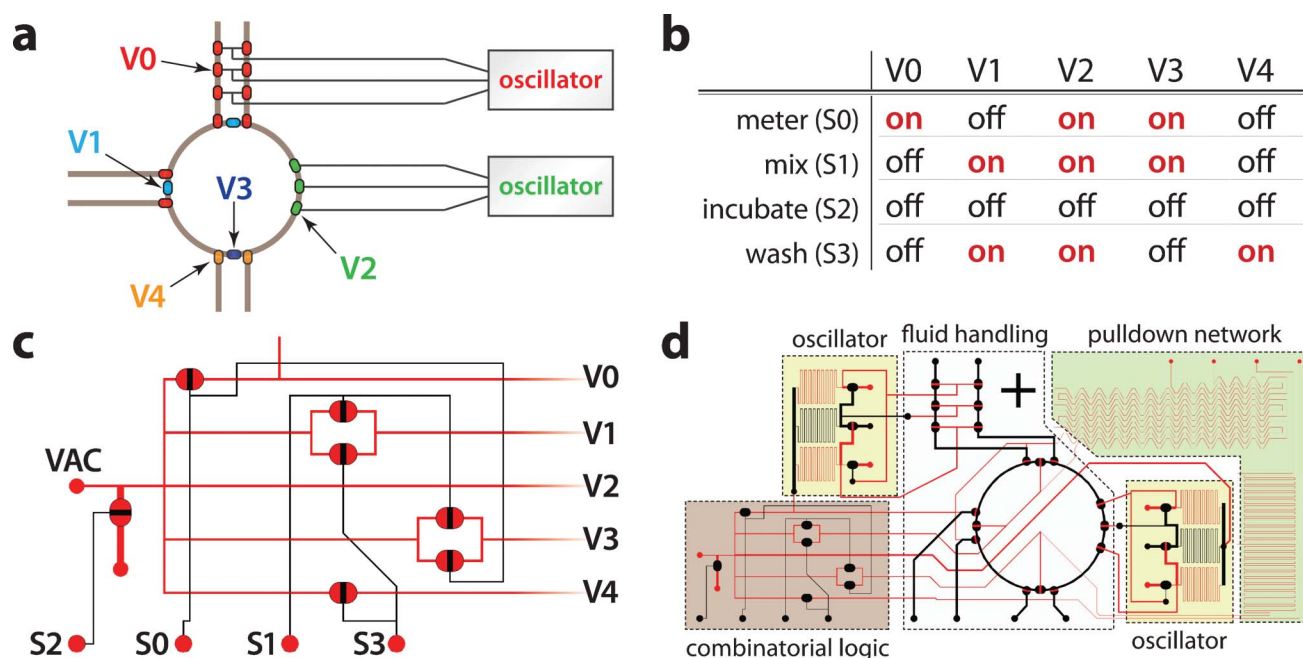 a
V0
oscillator
V1
V3
oscillator
V4
V2
b
V0 V1 V2 V3 V4
meter (S0) on off on on off
mix (S1) off on on on off
incubate (S2) off off off off off
wash (S3) off on on off on
c
V0
V1
VAC
V2
V3
V4
S2 S0 S1 S3
d
oscillator
fluid handling
pulldown network
combinatorial logic
oscillator